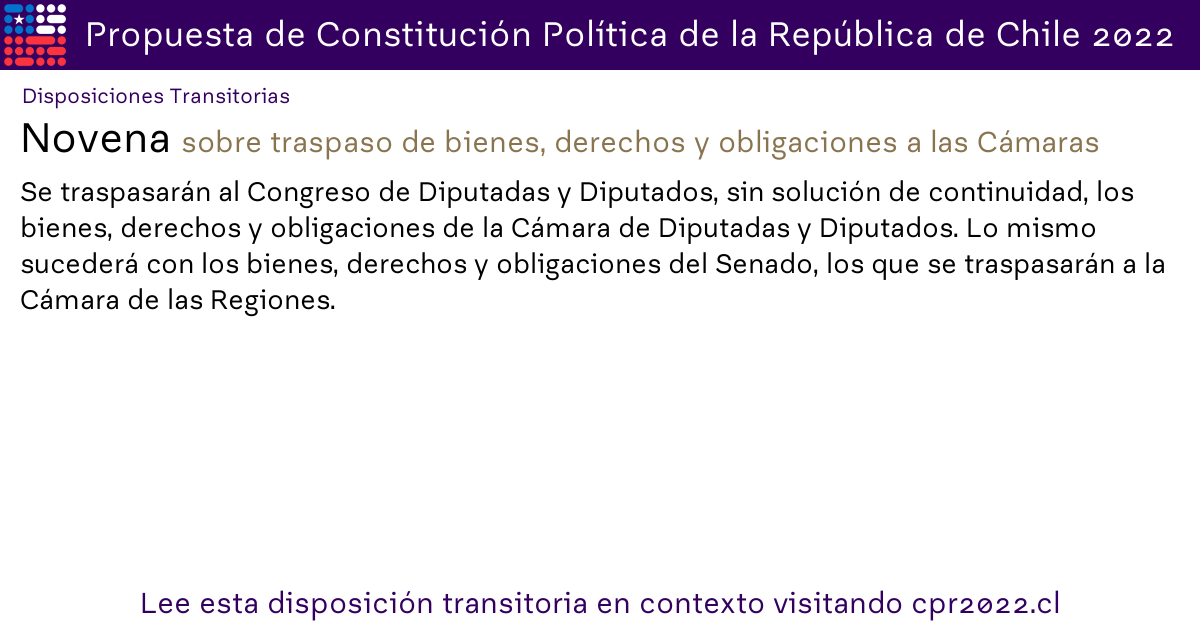 Propuesta de Constitución Política de la República de Chile 2022
Disposiciones Transitorias
Novena sobre traspaso de bienes, derechos y obligaciones a las Cámaras
Se traspasarán al Congreso de Diputadas y Diputados, sin solución de continuidad, los
bienes, derechos y obligaciones de la Cámara de Diputadas y Diputados. Lo mismo
sucederá con los bienes, derechos y obligaciones del Senado, los que se traspasarán a la
Cámara de las Regiones.
Lee esta disposición transitoria en contexto visitando cpr2022.cl